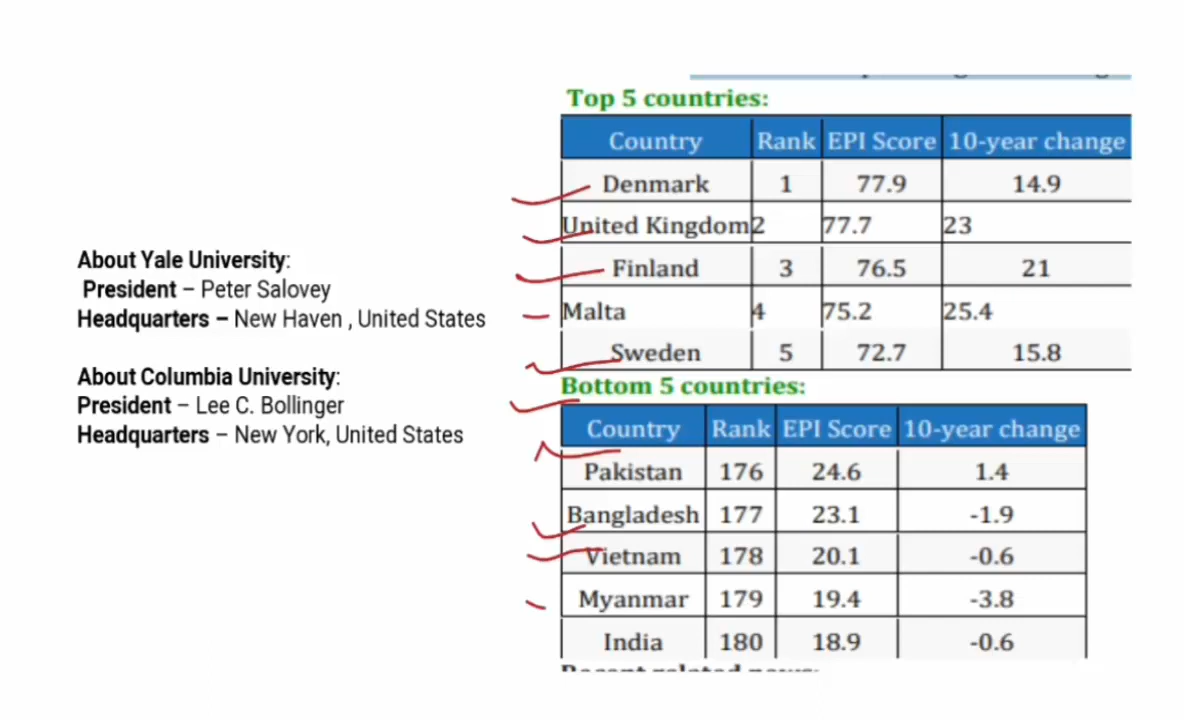 About Yale University:
President – Peter Salovey
Headquarters – New Haven , United States
About Columbia University:
President – Lee C. Bollinger
Headquarters – New York, United States
Top 5 countries:
Country Rank EPI Score 10-year change
Denmark 1 77.9 14.9
United Kingdom 2 77.7 23
Finland 3 76.5 21
Malta 4 75.2 25.4
Sweden 5 72.7 15.8
Bottom 5 countries:
Country Rank EPI Score 10-year change
Pakistan 176 24.6 1.4
Bangladesh 177 23.1 -1.9
Vietnam 178 20.1 -0.6
Myanmar 179 19.4 -3.8
India 180 18.9 -0.6
Recent related news: